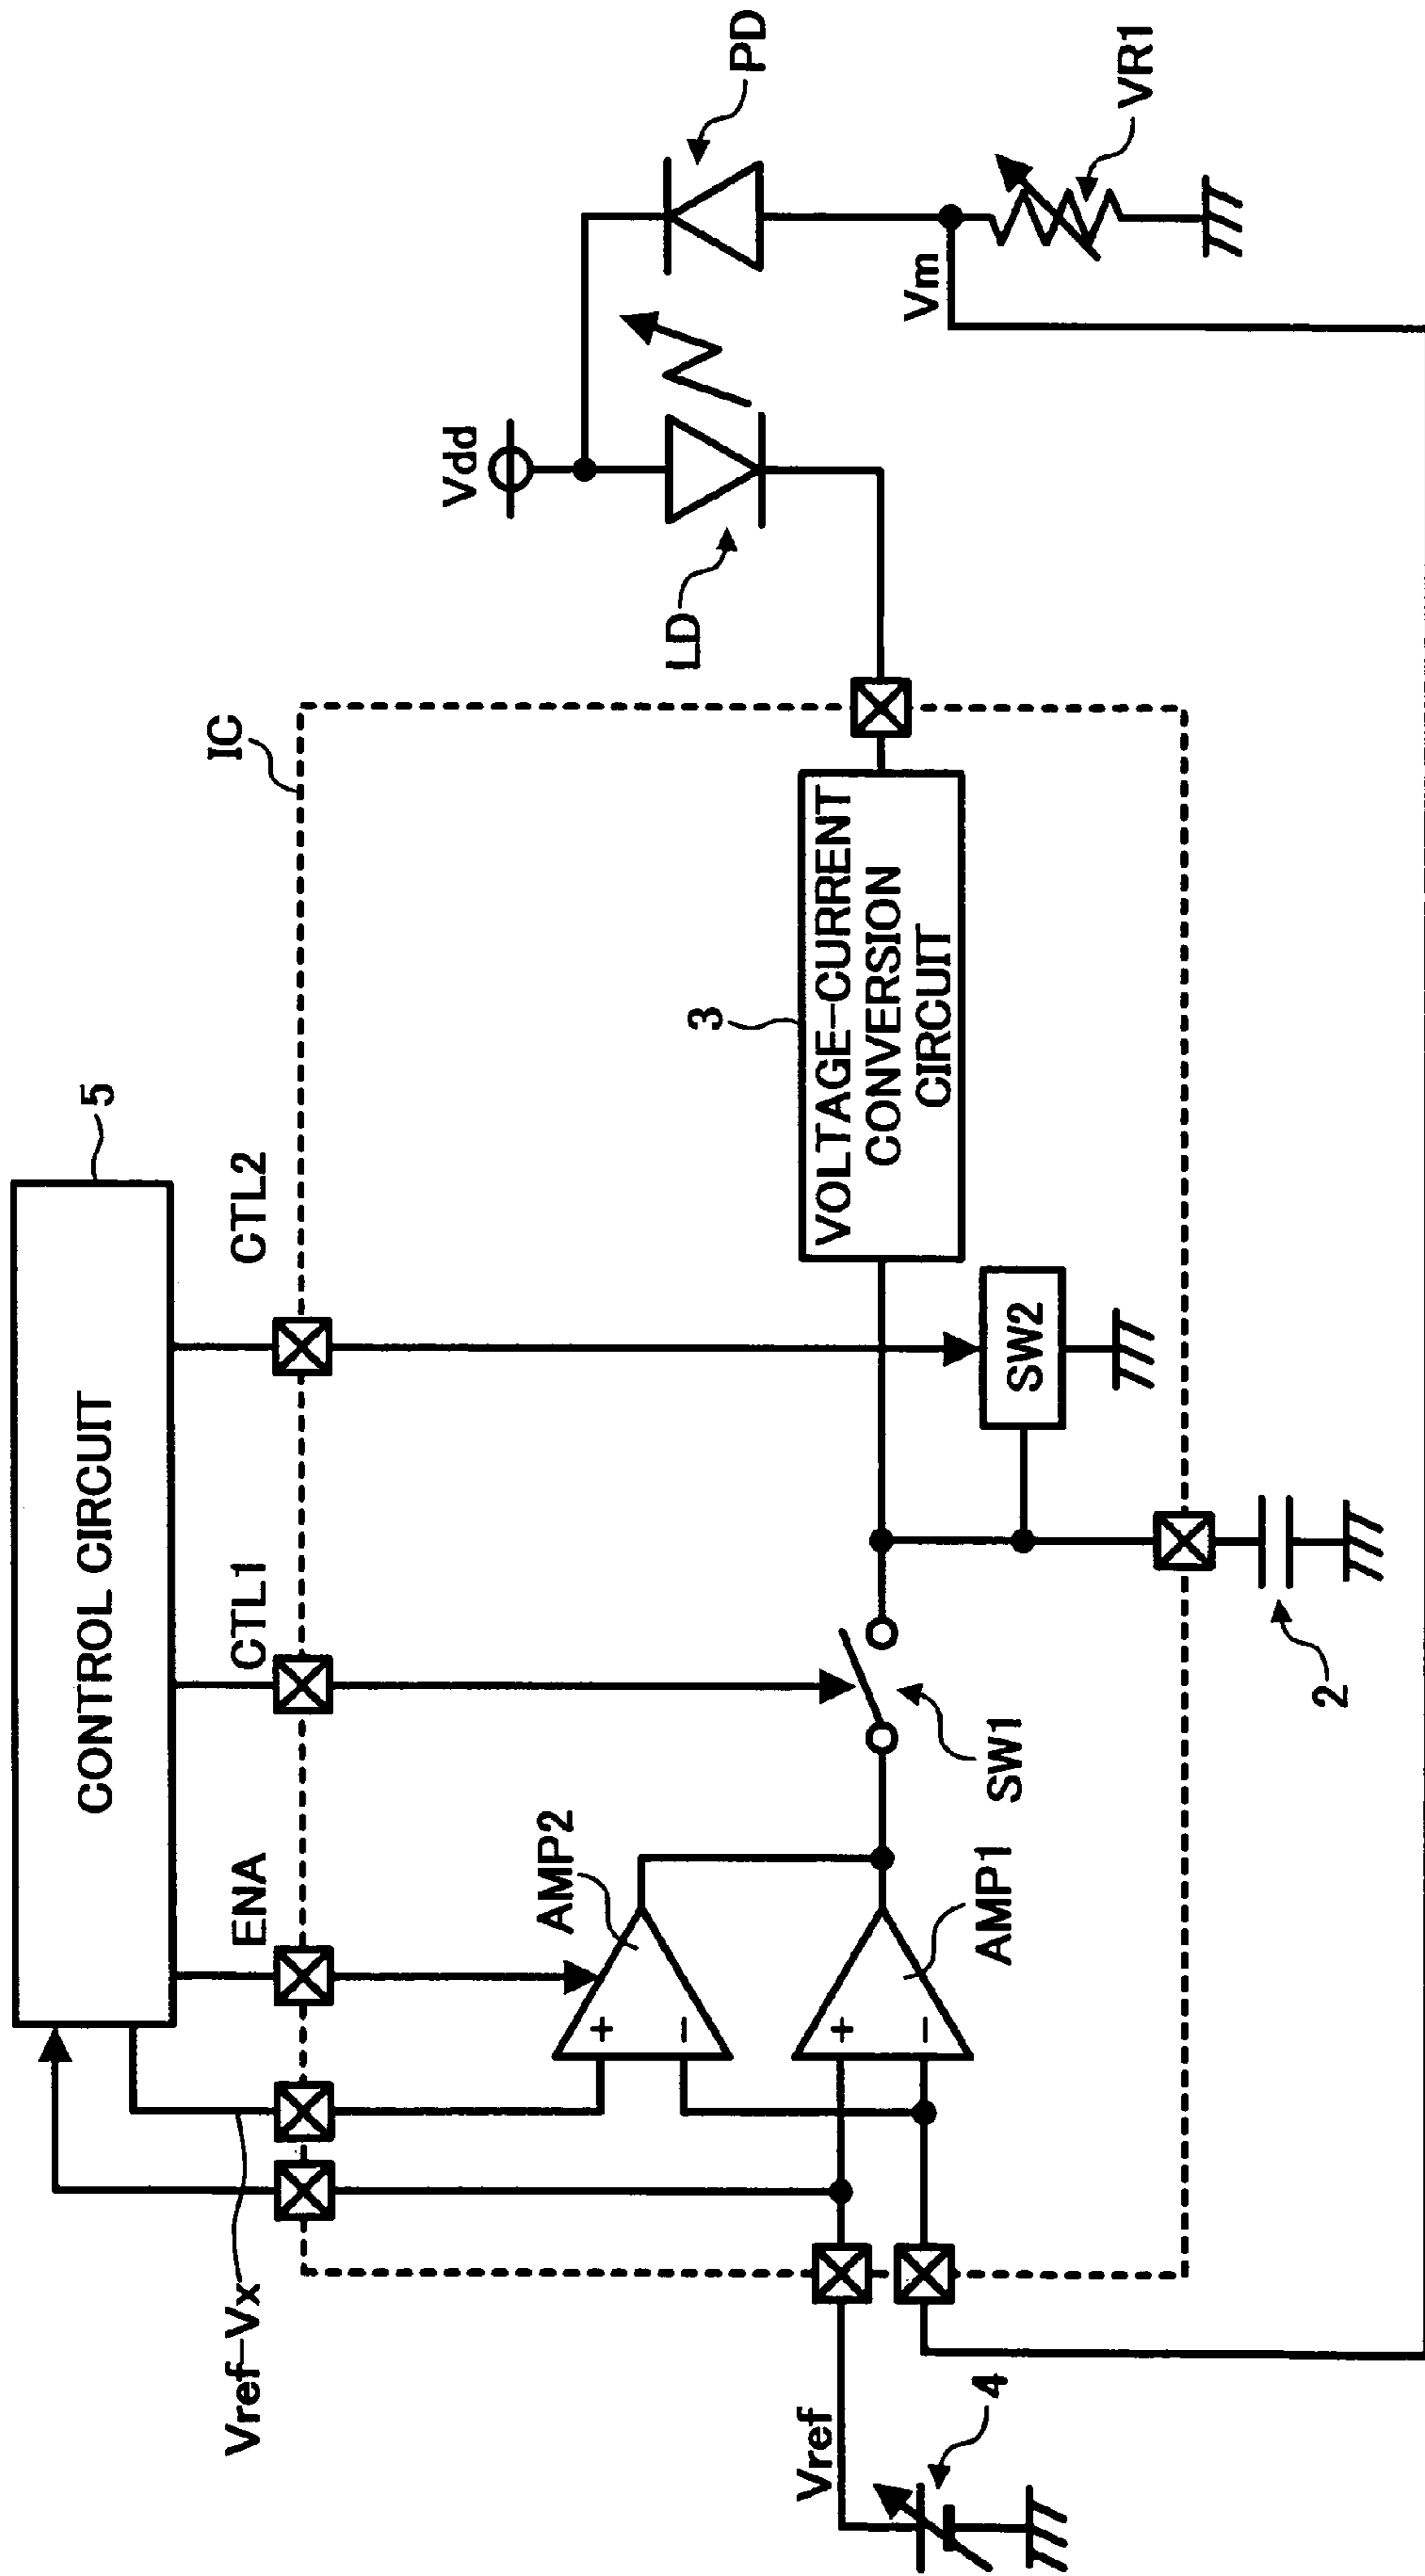 5
CONTROL CIRCUIT
Vref-Vx
ENA
CTL1
CTL2
IC
AMP2
+
−
AMP1
+
−
SW1
SW2
3
VOLTAGE-CURRENT
CONVERSION
CIRCUIT
2
Vref
4
Vdd
LD
PD
Vm
VR1